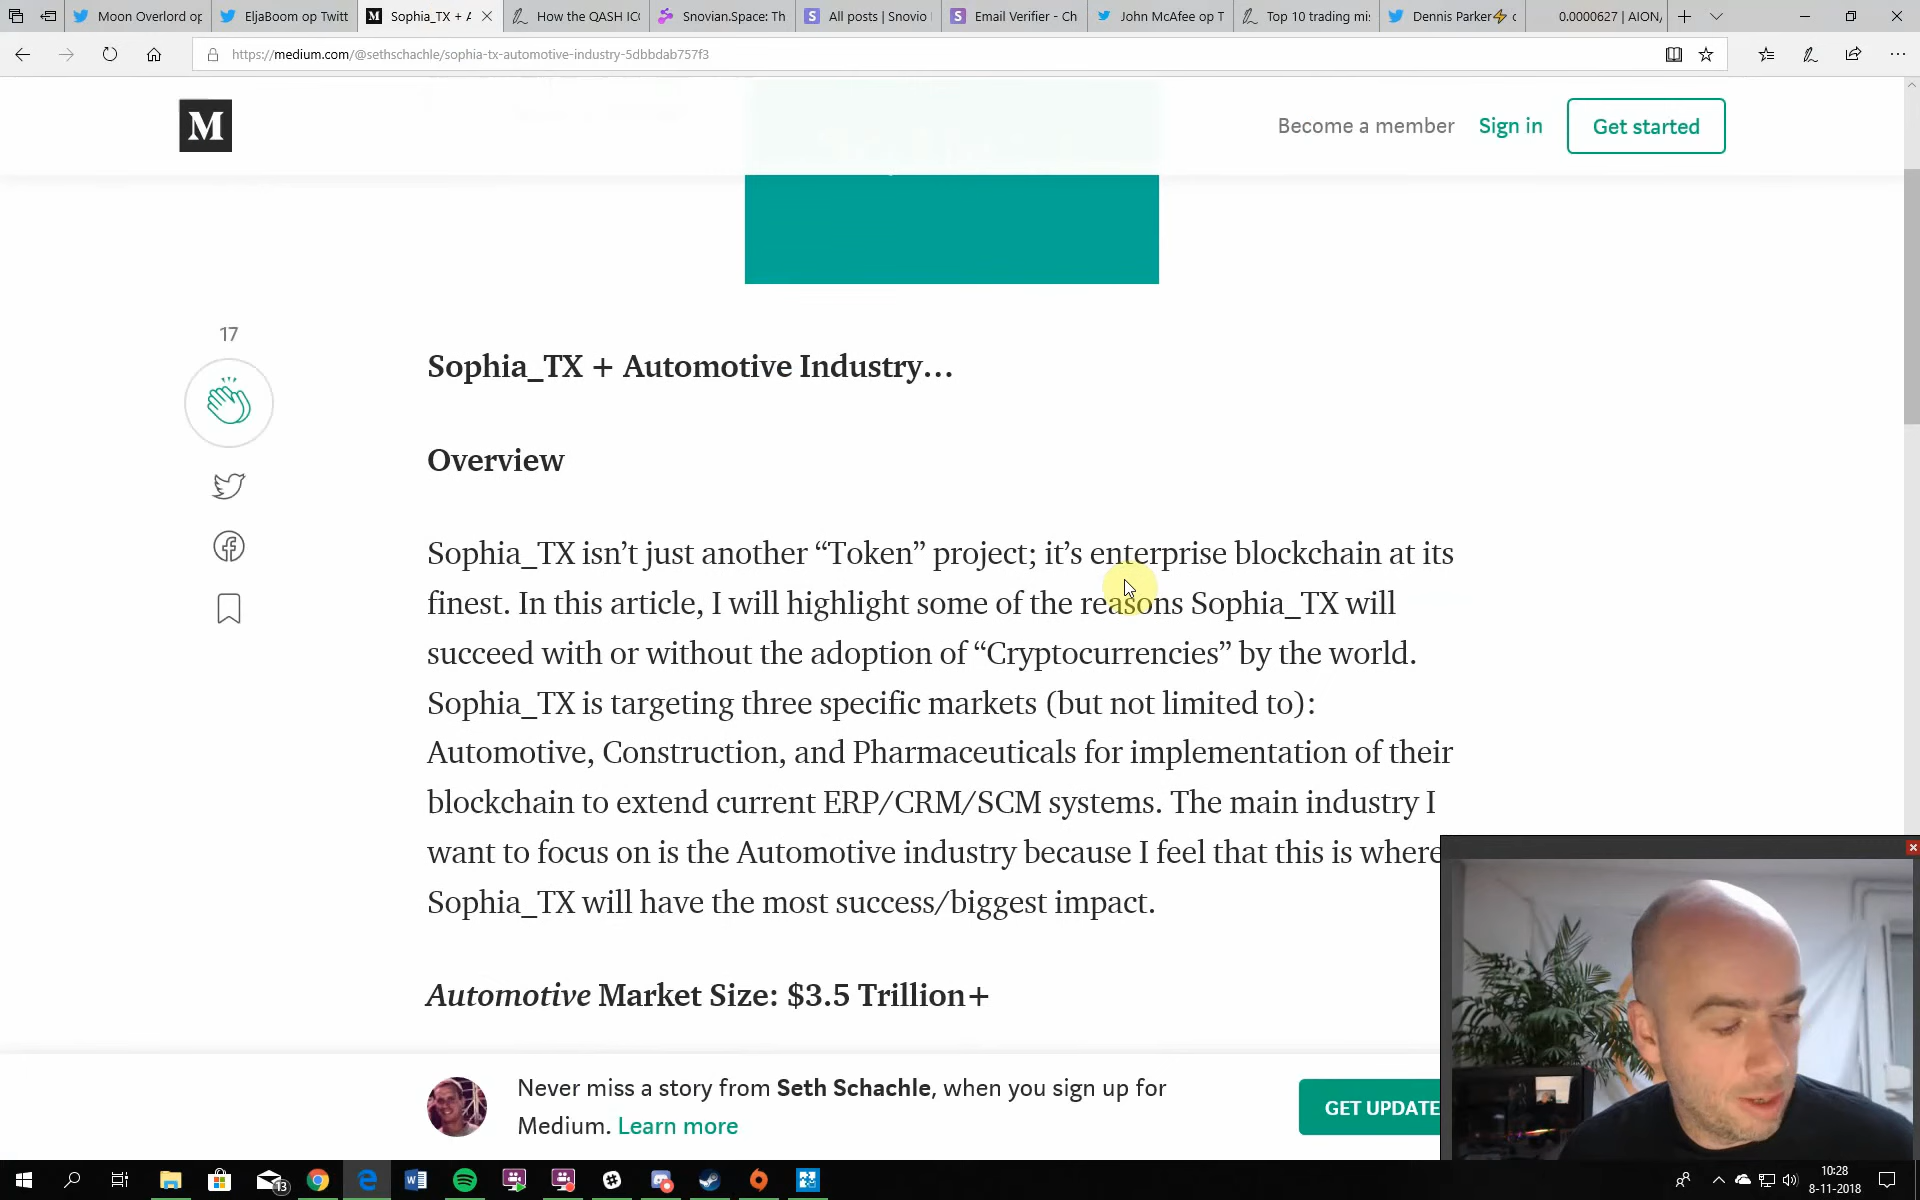 Moon Overlord op
EljaBoom op Twitt
Sophia_TX + A
How the QASH ICO
Snovian.Space: Th
All posts | Snovio
Email Verifier - Ch
John McAfee op T
Top 10 trading mis
Dennis Parker⚡ o
0.0000627 | AION/
https://medium.com/@sethschachle/sophia-tx-automotive-industry-5dbbdab757f3
M
Become a member
Sign in
Get started
17
Sophia_TX + Automotive Industry…
Overview
Sophia_TX isn’t just another “Token” project; it’s enterprise blockchain at its
finest. In this article, I will highlight some of the reasons Sophia_TX will
succeed with or without the adoption of “Cryptocurrencies” by the world.
Sophia_TX is targeting three specific markets (but not limited to):
Automotive, Construction, and Pharmaceuticals for implementation of their
blockchain to extend current ERP/CRM/SCM systems. The main industry I
want to focus on is the Automotive industry because I feel that this is where
Sophia_TX will have the most success/biggest impact.
Automotive Market Size: $3.5 Trillion+
Never miss a story from Seth Schachle, when you sign up for
Medium. Learn more
GET UPDATE
13
10:28
8-11-2018